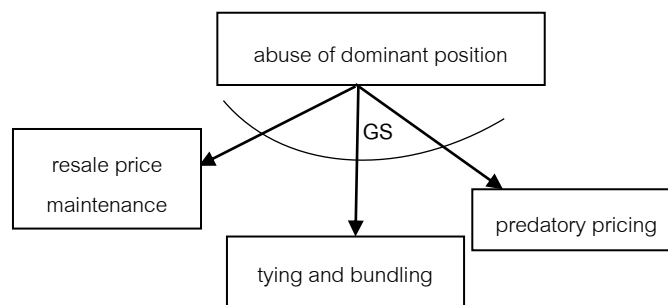 abuse of dominant position
GS
resale price
maintenance
predatory pricing
tying and bundling